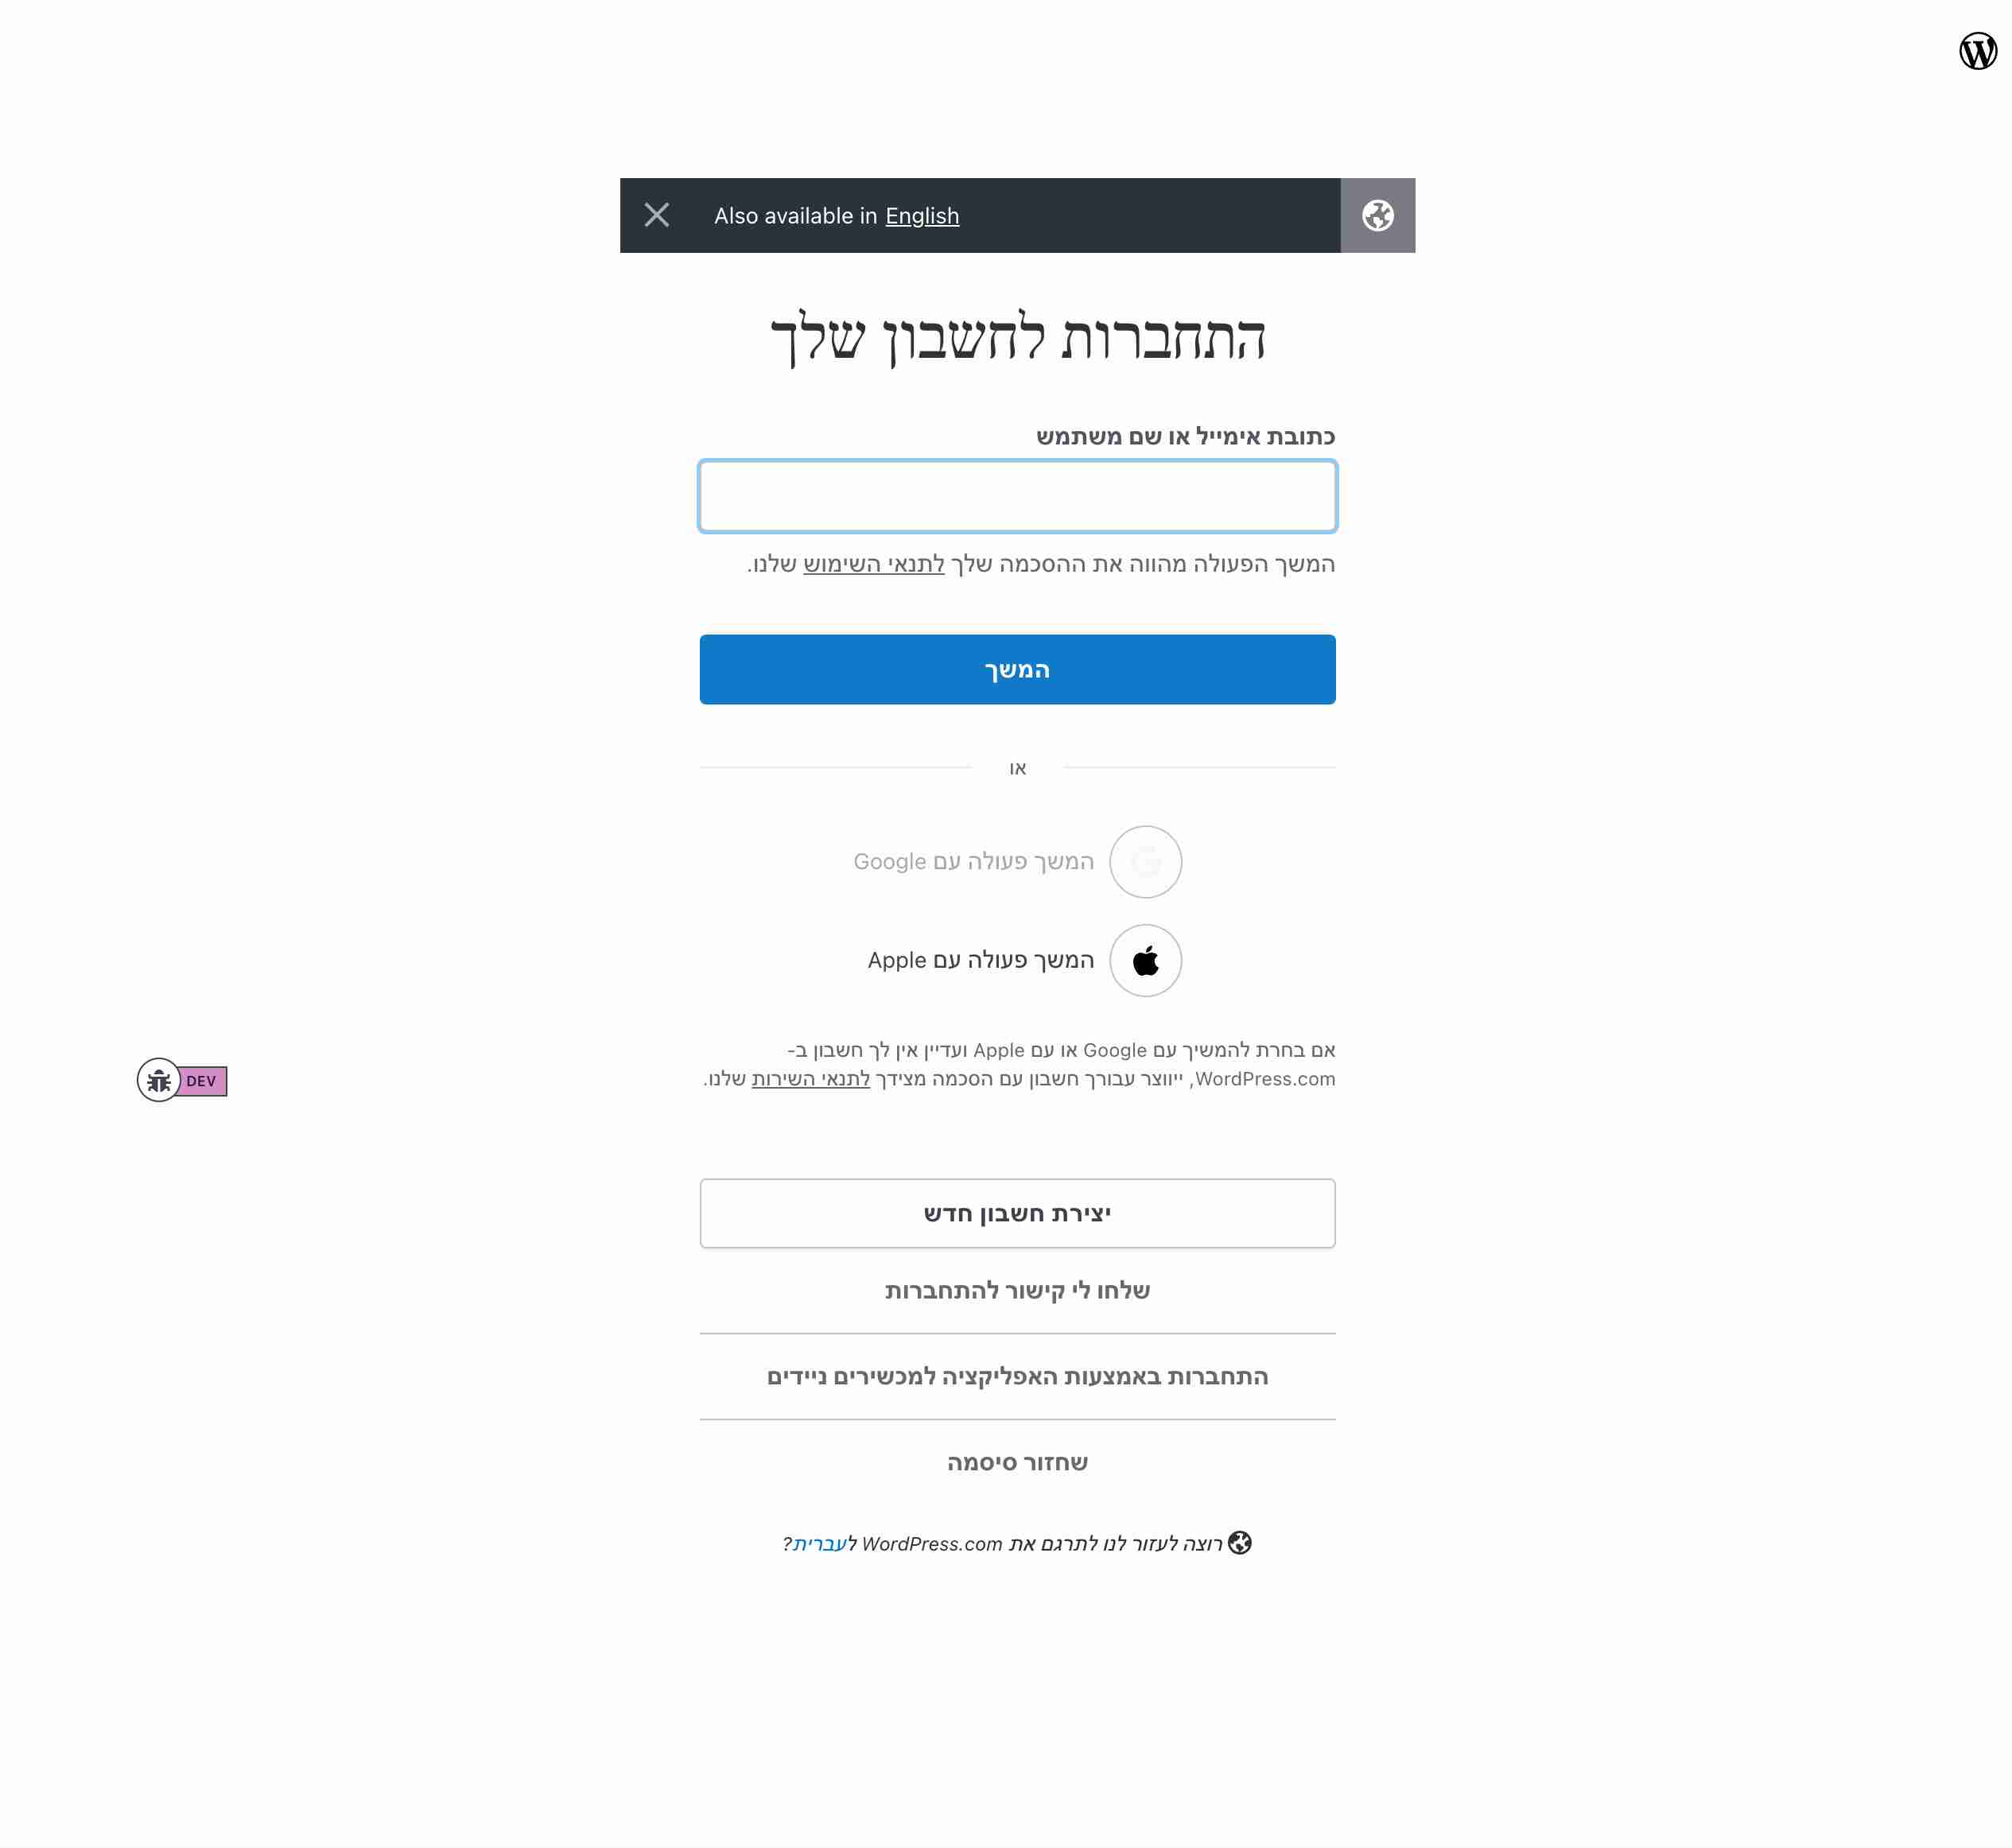 Also available in English
התחברות לחשבון שלך
כתובת אימייל או שם משתמש
המשך הפעולה מהווה את ההסכמה שלך לתנאי השימוש שלנו.
המשך
או
המשך פעולה עם Google
המשך פעולה עם Apple
אם בחרת להמשיך עם Google או עם Apple ועדיין אין לך חשבון ב-
WordPress.com, ייווצר עבורך חשבון עם הסכמה מצידך לתנאי השירות שלנו.
DEV
יצירת חשבון חדש
שלחו לי קישור להתחברות
התחברות באמצעות האפליקציה למכשירים ניידים
שחזור סיסמה
רוצה לעזור לנו לתרגם את WordPress.com לעברית?